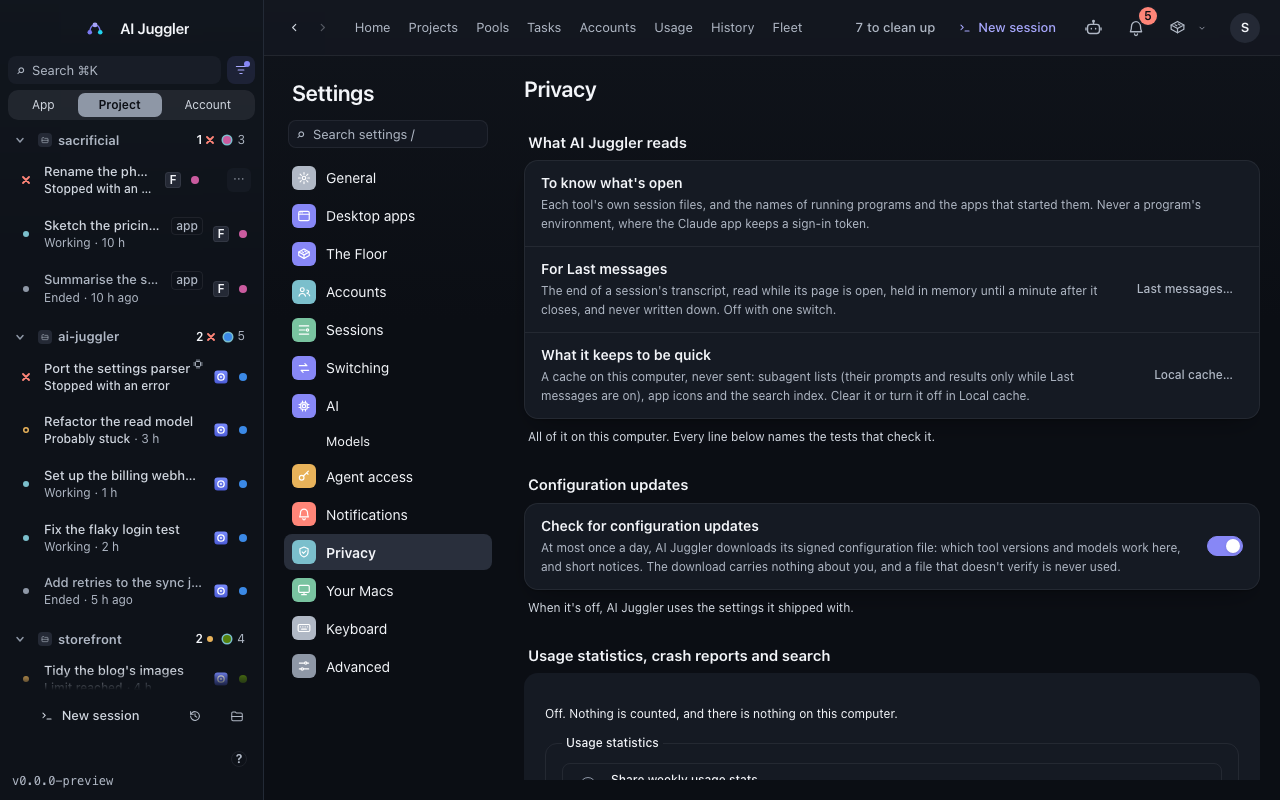 AI Juggler
Search ⌘K
App Project Account
sacrificial 1 3
Rename the ph... F
Stopped with an ...
Sketch the pricin... app F
Working · 10 h
Summarise the s... app F
Ended · 10 h ago
ai-juggler 2 5
Port the settings parser
Stopped with an error
Refactor the read model
Probably stuck · 3 h
Set up the billing webh...
Working · 1 h
Fix the flaky login test
Working · 2 h
Add retries to the sync j...
Ended · 5 h ago
storefront 2 4
Tidy the blog's images
Limit reached · 4 h
New session
?
v0.0.0-preview
Home Projects Pools Tasks Accounts Usage History Fleet 7 to clean up New session 5 S
Settings
Search settings /
General
Desktop apps
The Floor
Accounts
Sessions
Switching
AI
Models
Agent access
Notifications
Privacy
Your Macs
Keyboard
Advanced
Privacy
What AI Juggler reads
To know what's open
Each tool's own session files, and the names of running programs and the apps that started them. Never a program's
environment, where the Claude app keeps a sign-in token.
For Last messages
The end of a session's transcript, read while its page is open, held in memory until a minute after it
closes, and never written down. Off with one switch.
Last messages...
What it keeps to be quick
A cache on this computer, never sent: subagent lists (their prompts and results only while Last
messages are on), app icons and the search index. Clear it or turn it off in Local cache.
Local cache...
All of it on this computer. Every line below names the tests that check it.
Configuration updates
Check for configuration updates
At most once a day, AI Juggler downloads its signed configuration file: which tool versions and models work here,
and short notices. The download carries nothing about you, and a file that doesn't verify is never used.
When it's off, AI Juggler uses the settings it shipped with.
Usage statistics, crash reports and search
Off. Nothing is counted, and there is nothing on this computer.
Usage statistics
Share weekly usage stats